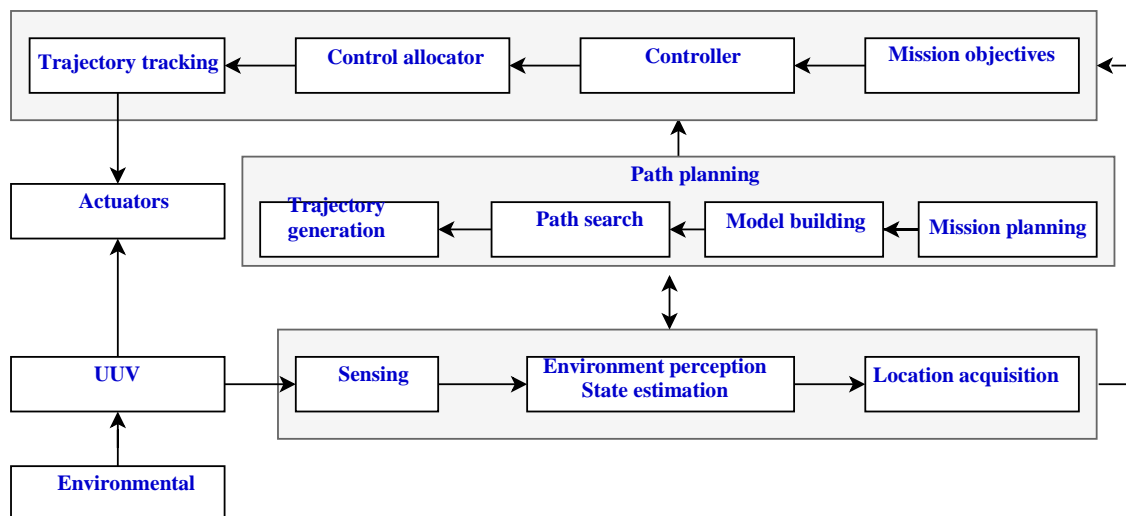 Trajectory tracking
Control allocator
Controller
Mission objectives
Path planning
Actuators
Trajectory
generation
Path search
Model building
Mission planning
UUV
Sensing
Environment perception
State estimation
Location acquisition
Environmental